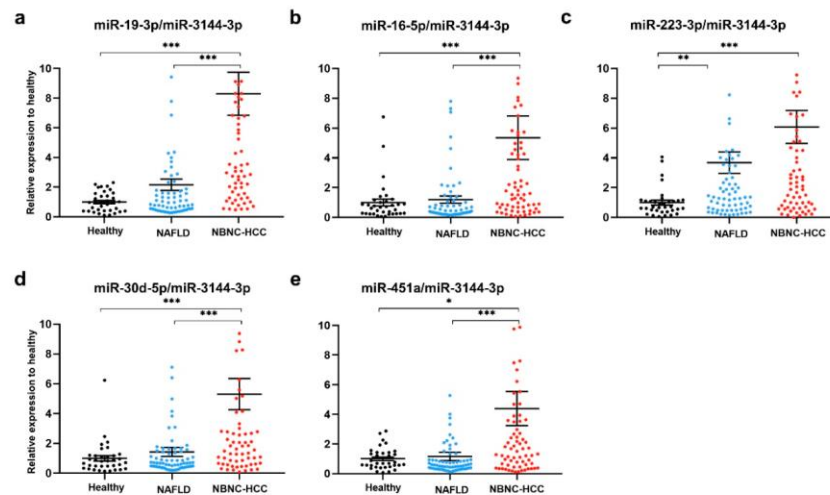 a
miR-19-3p/miR-3144-3p
***
***
Relative expression to healthy
10
8
6
4
2
0
Healthy NAFLD NBNC-HCC
b
miR-16-5p/miR-3144-3p
***
***
10
8
6
4
2
0
Healthy NAFLD NBNC-HCC
c
miR-223-3p/miR-3144-3p
***
**
10
8
6
4
2
0
Healthy NAFLD NBNC-HCC
d
miR-30d-5p/miR-3144-3p
***
***
Relative expression to healthy
10
8
6
4
2
0
Healthy NAFLD NBNC-HCC
e
miR-451a/miR-3144-3p
*
***
10
8
6
4
2
0
Healthy NAFLD NBNC-HCC